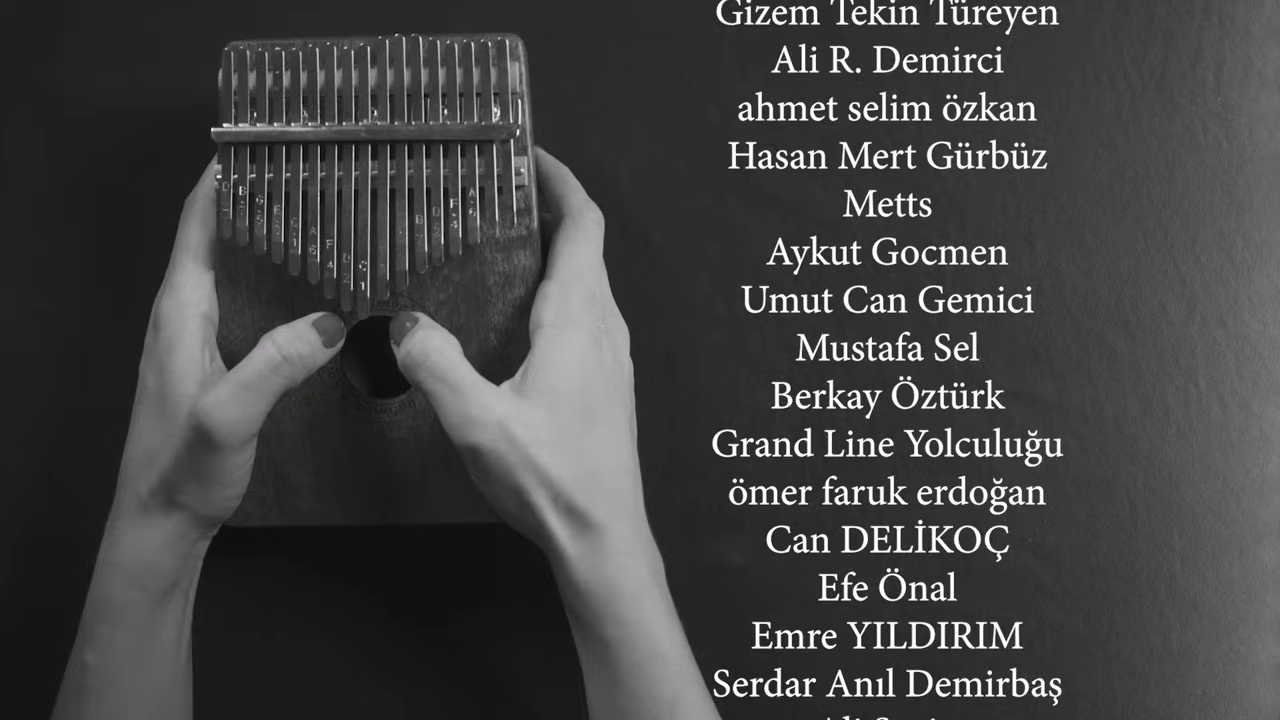 Gizem Tekin Türeyen
Ali R. Demirci
ahmet selim özkan
Hasan Mert Gürbüz
Metts
Aykut Gocmen
Umut Can Gemici
Mustafa Sel
Berkay Öztürk
Grand Line Yolculuğu
ömer faruk erdoğan
Can DELİKOÇ
Efe Önal
Emre YILDIRIM
Serdar Anıl Demirbaş